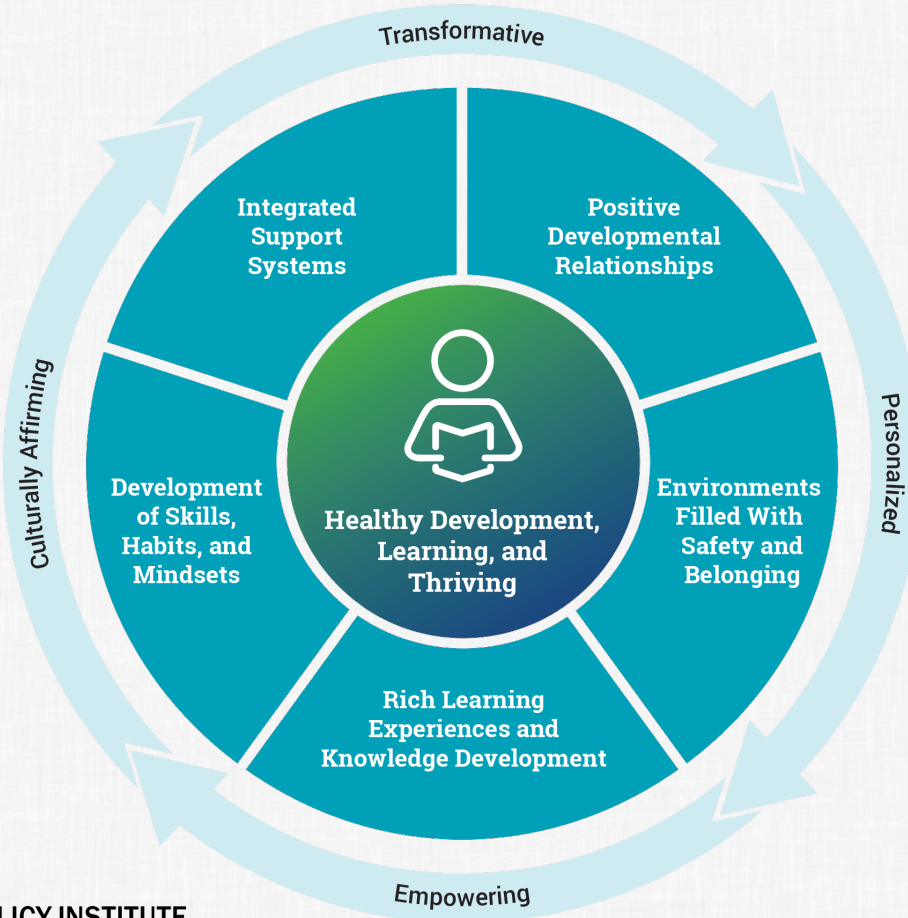 Transformative
Integrated
Support
Systems
Positive
Developmental
Relationships
Culturally Affirming
Personalized
Development
of Skills,
Habits, and
Mindsets
Healthy Development,
Learning, and
Thriving
Environments
Filled With
Safety and
Belonging
Rich Learning
Experiences and
Knowledge Development
Empowering
INSTITUTE